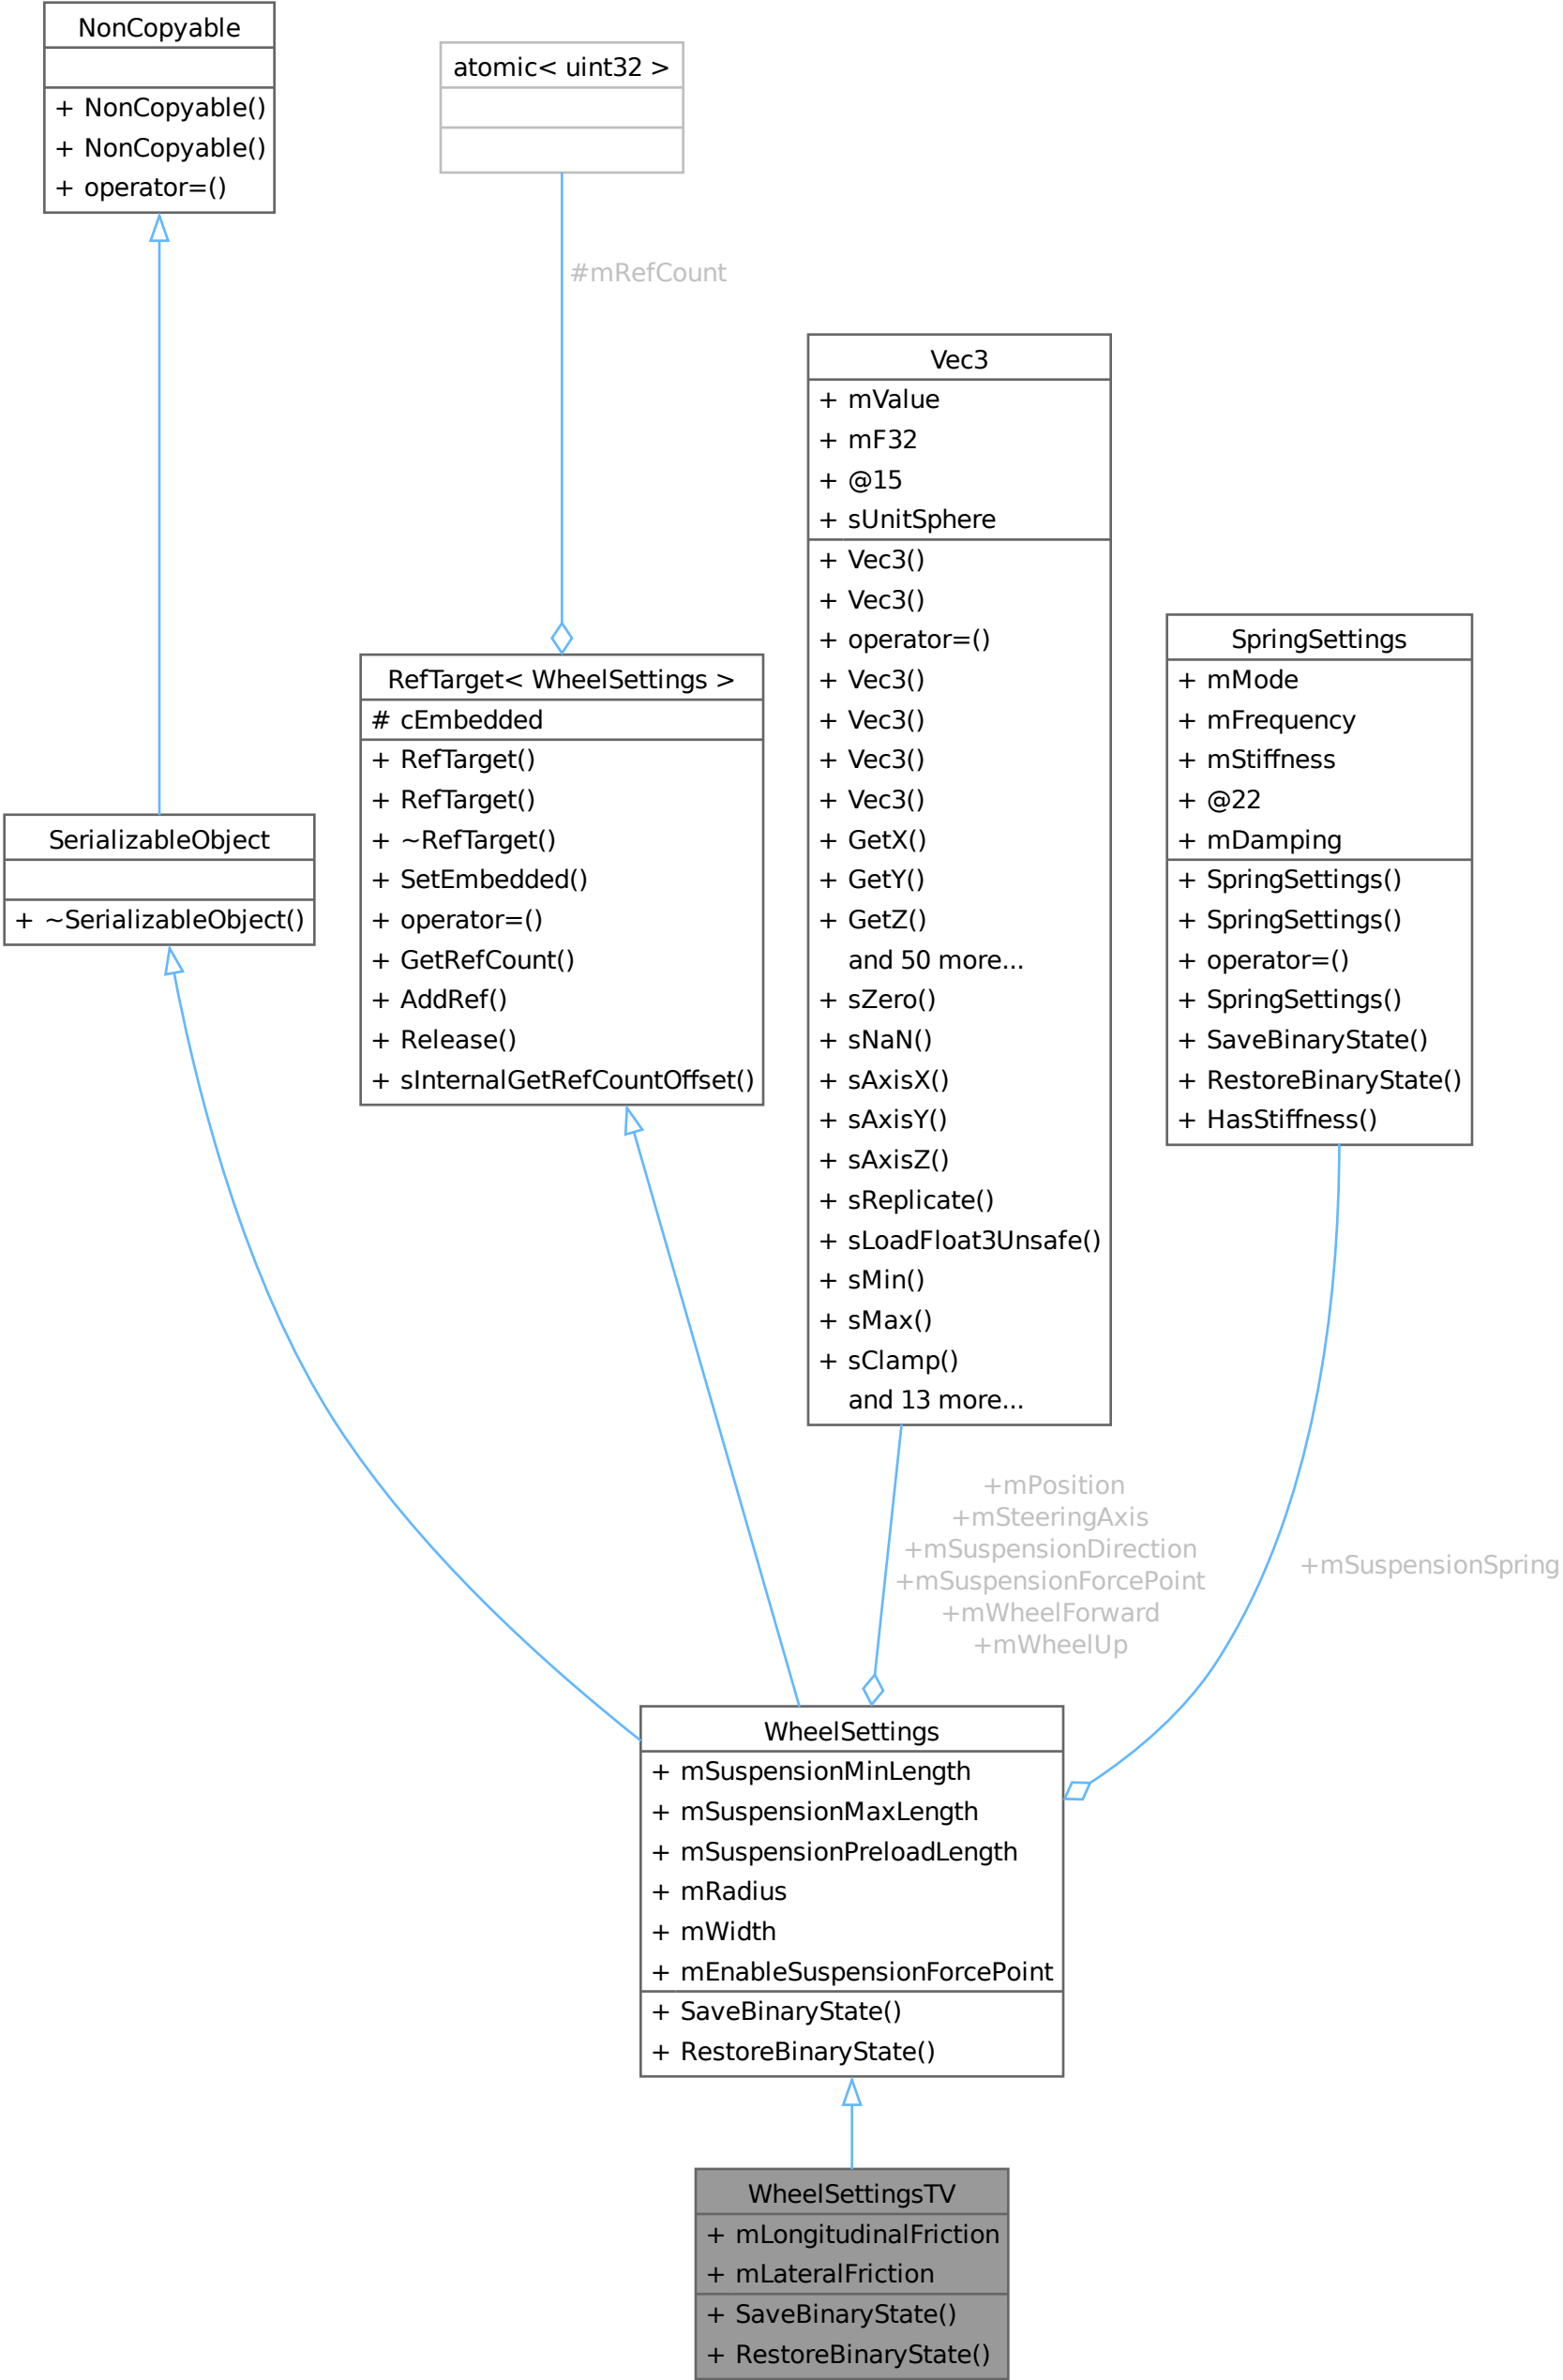 NonCopyable
+ NonCopyable()
+ NonCopyable()
+ operator=()
atomic< uint32 >
#mRefCount
Vec3
+ mValue
+ mF32
+ @15
+ sUnitSphere
+ Vec3()
+ Vec3()
+ operator=()
+ Vec3()
+ Vec3()
+ Vec3()
+ Vec3()
+ GetX()
+ GetY()
+ GetZ()
and 50 more...
+ sZero()
+ sNaN()
+ sAxisX()
+ sAxisY()
+ sAxisZ()
+ sReplicate()
+ sLoadFloat3Unsafe()
+ sMin()
+ sMax()
+ sClamp()
and 13 more...
SpringSettings
+ mMode
+ mFrequency
+ mStiffness
+ @22
+ mDamping
+ SpringSettings()
+ SpringSettings()
+ operator=()
+ SpringSettings()
+ SaveBinaryState()
+ RestoreBinaryState()
+ HasStiffness()
RefTarget< WheelSettings >
# cEmbedded
+ RefTarget()
+ RefTarget()
+ ~RefTarget()
+ SetEmbedded()
+ operator=()
+ GetRefCount()
+ AddRef()
+ Release()
+ sInternalGetRefCountOffset()
SerializableObject
+ ~SerializableObject()
+mPosition
+mSteeringAxis
+mSuspensionDirection
+mSuspensionForcePoint
+mWheelForward
+mWheelUp
+mSuspensionSpring
WheelSettings
+ mSuspensionMinLength
+ mSuspensionMaxLength
+ mSuspensionPreloadLength
+ mRadius
+ mWidth
+ mEnableSuspensionForcePoint
+ SaveBinaryState()
+ RestoreBinaryState()
WheelSettingsTV
+ mLongitudinalFriction
+ mLateralFriction
+ SaveBinaryState()
+ RestoreBinaryState()